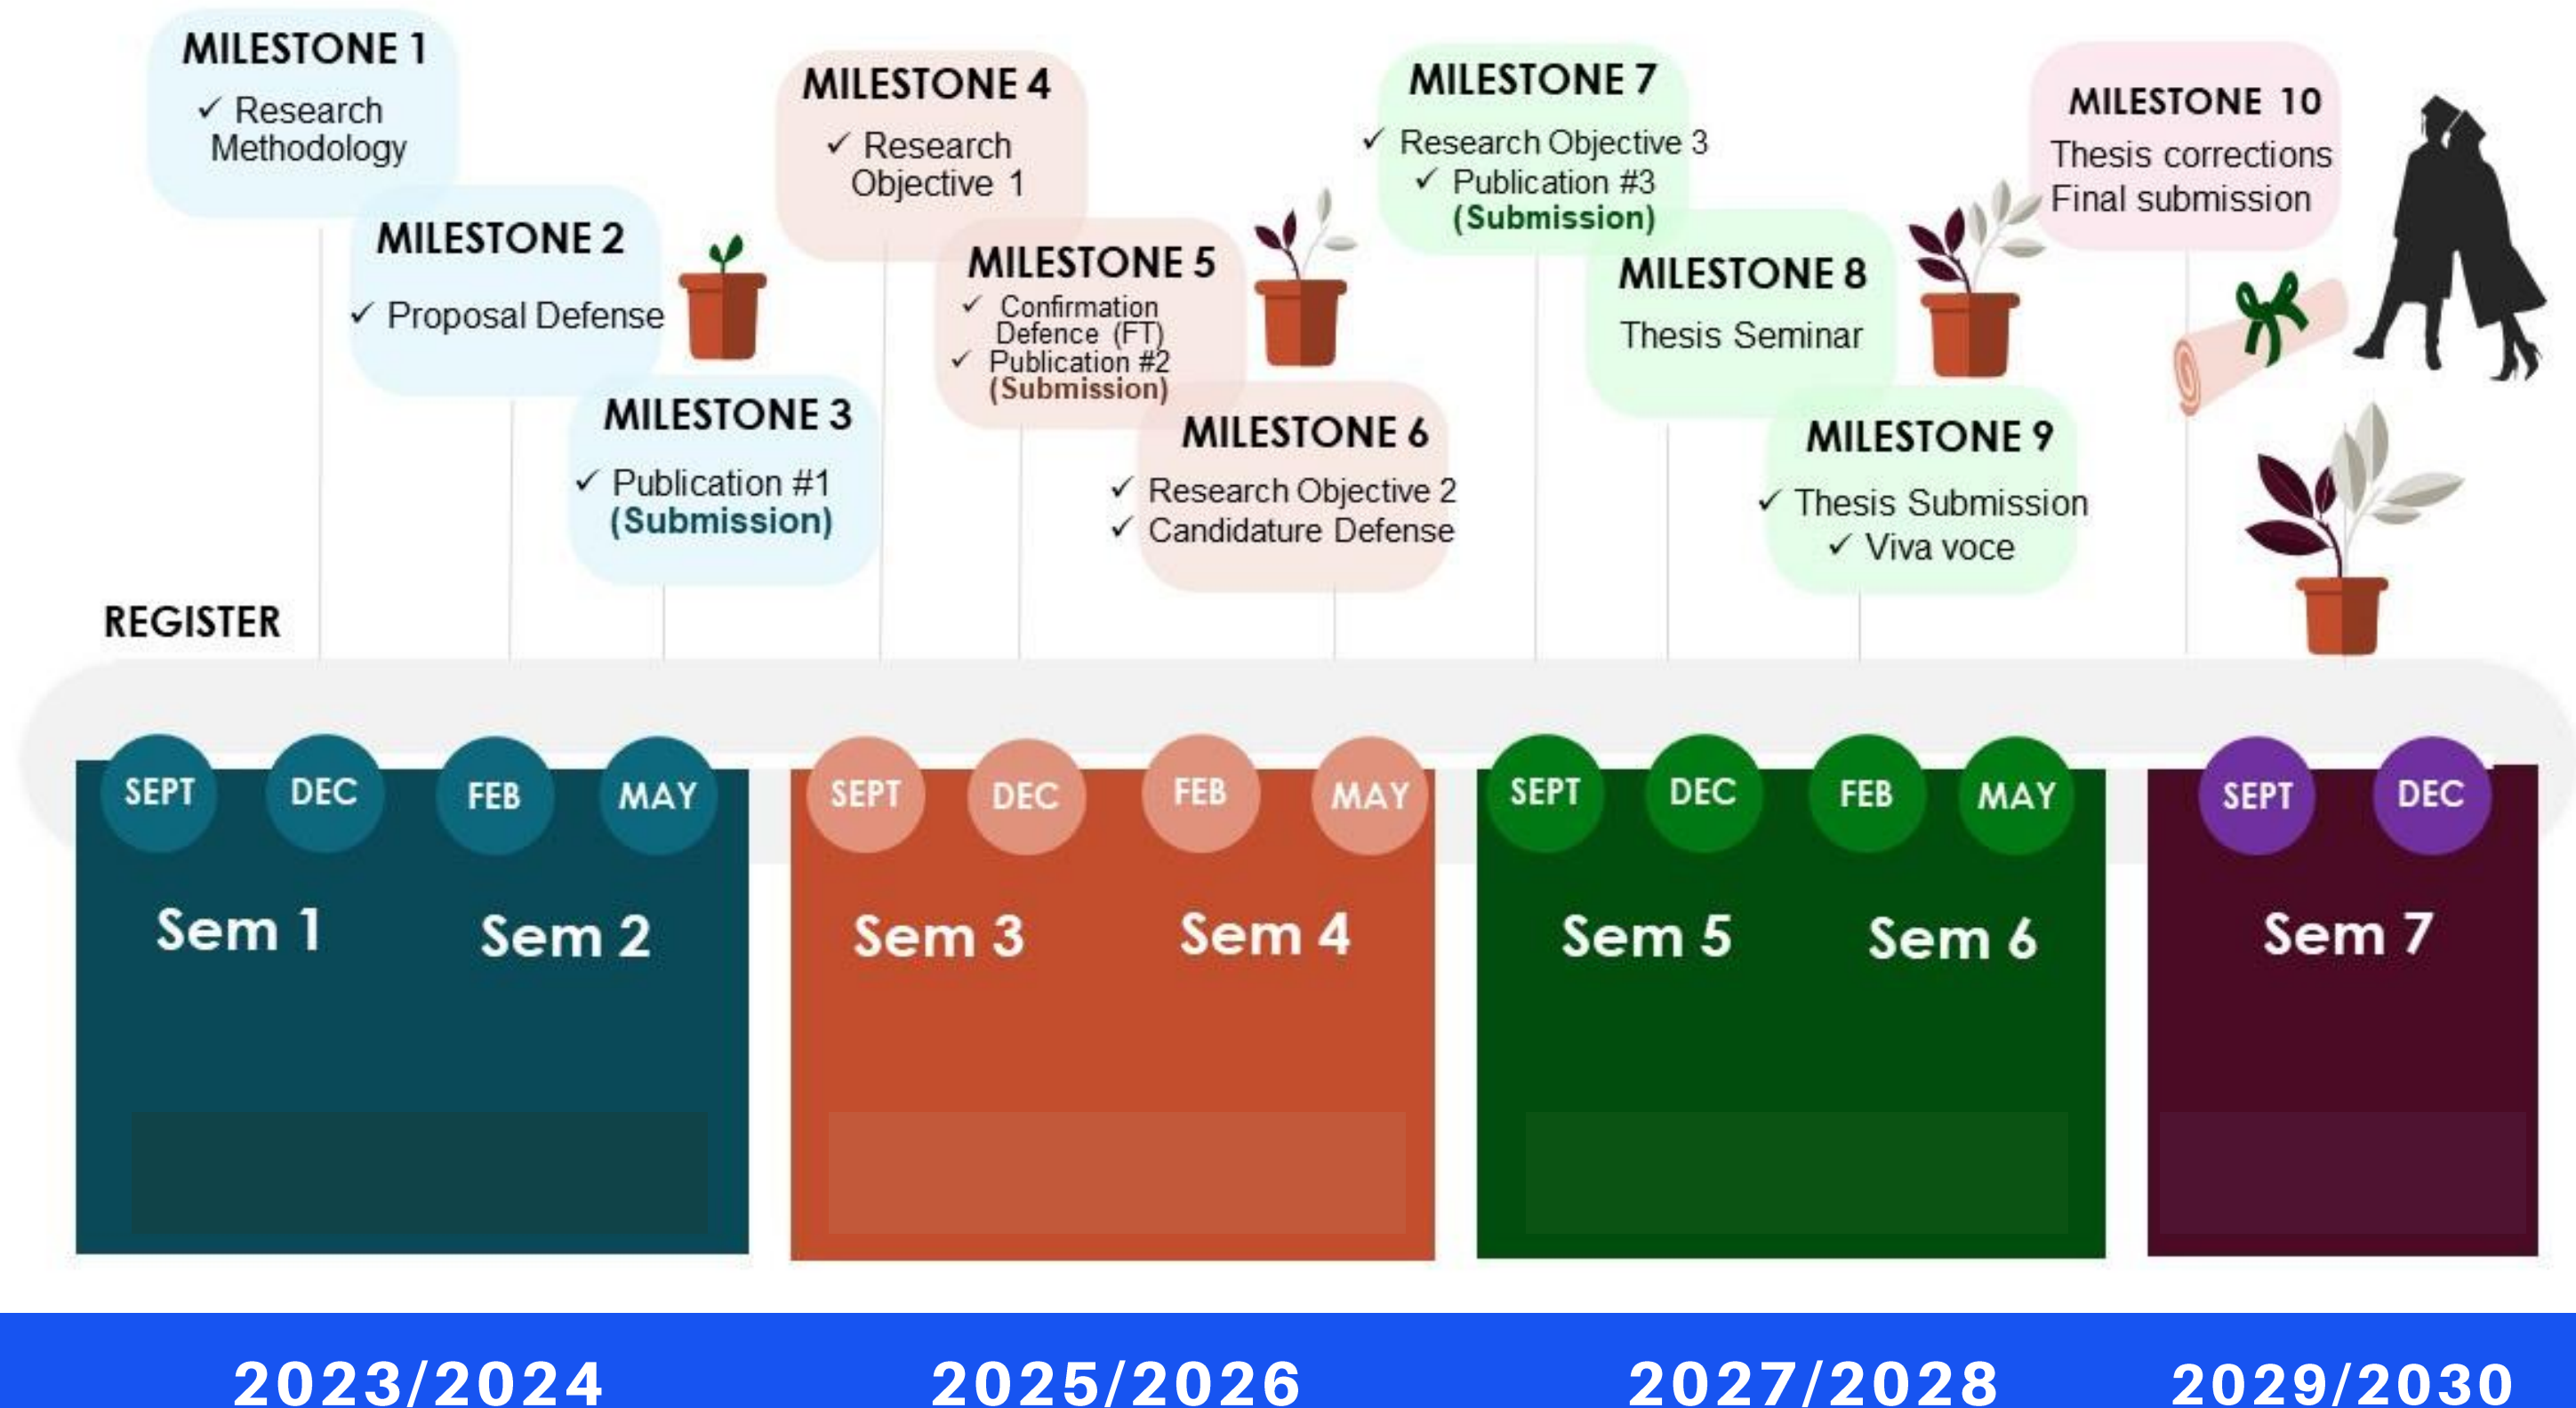 MILESTONE 1
✓ Research
Methodology
MILESTONE 2
✓ Proposal Defense
MILESTONE 3
✓ Publication #1
(Submission)
MILESTONE 4
✓ Research
Objective 1
MILESTONE 5
✓ Confirmation
Defence (FT)
✓ Publication #2
(Submission)
MILESTONE 6
✓ Research Objective 2
✓ Candidature Defense
MILESTONE 7
✓ Research Objective 3
✓ Publication #3
(Submission)
MILESTONE 8
Thesis Seminar
MILESTONE 9
✓ Thesis Submission
✓ Viva voce
MILESTONE 10
Thesis corrections
Final submission
REGISTER
SEPT DEC FEB MAY
Sem 1 Sem 2
SEPT DEC FEB MAY
Sem 3 Sem 4
SEPT DEC FEB MAY
Sem 5 Sem 6
SEPT DEC
Sem 7
2023/2024 2025/2026 2027/2028 2029/2030